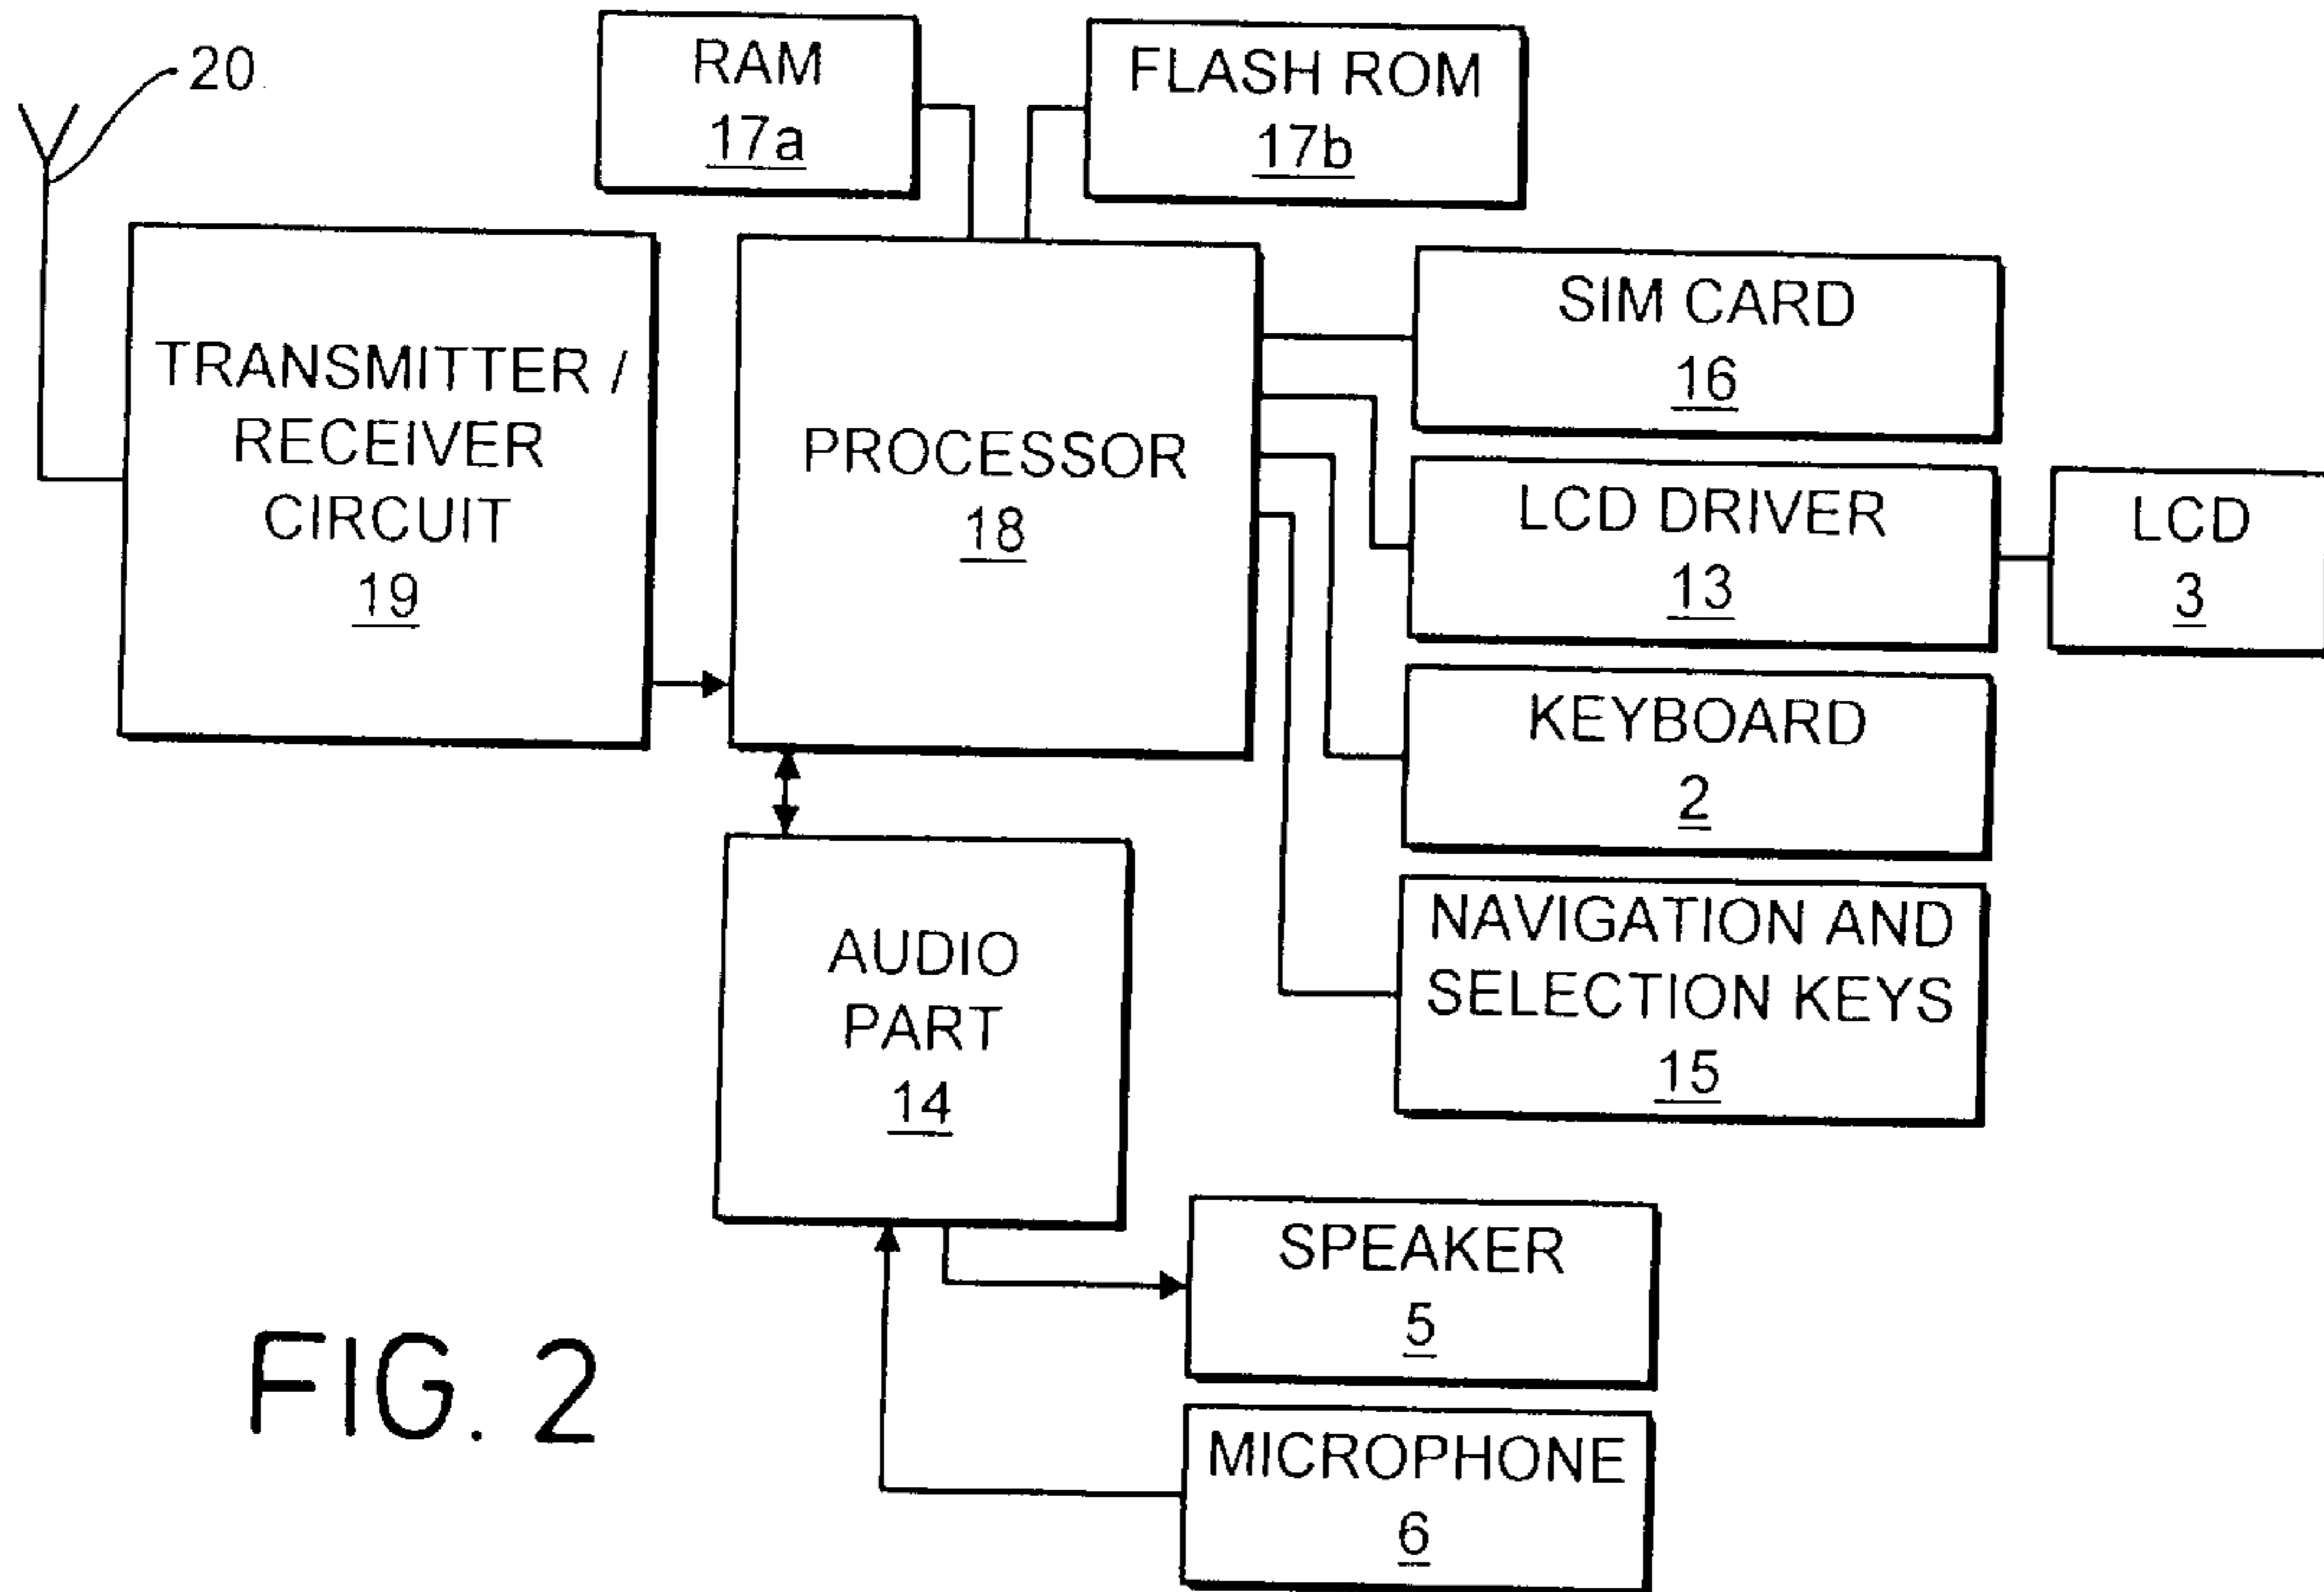 20
RAM
17a
FLASH ROM
17b
TRANSMITTER /
RECEIVER
CIRCUIT
19
PROCESSOR
18
SIM CARD
16
LCD DRIVER
13
LCD
3
KEYBOARD
2
NAVIGATION AND
SELECTION KEYS
15
AUDIO
PART
14
SPEAKER
5
MICROPHONE
6
FIG. 2